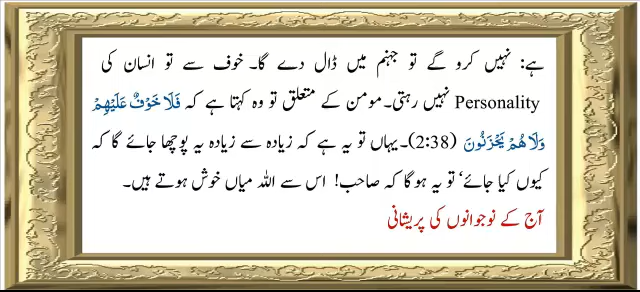 ہے: نہیں کرو گے تو جہنم میں ڈال دے گا۔ خوف سے تو انسان کی
Personality نہیں رہتی۔ مومن کے متعلق تو وہ کہتا ہے کہ فَلَا خَوْفٌ عَلَیْهِمْ
وَلَا هُمْ یَحْزَنُونَ (2:38)۔ یہاں تو یہ ہے کہ زیادہ سے زیادہ یہ پوچھا جائے گا کہ
کیوں کیا جائے‘ تو یہ ہوگا کہ صاحب! اس سے اللہ میاں خوش ہوتے ہیں۔
آج کے نوجوانوں کی پریشانی